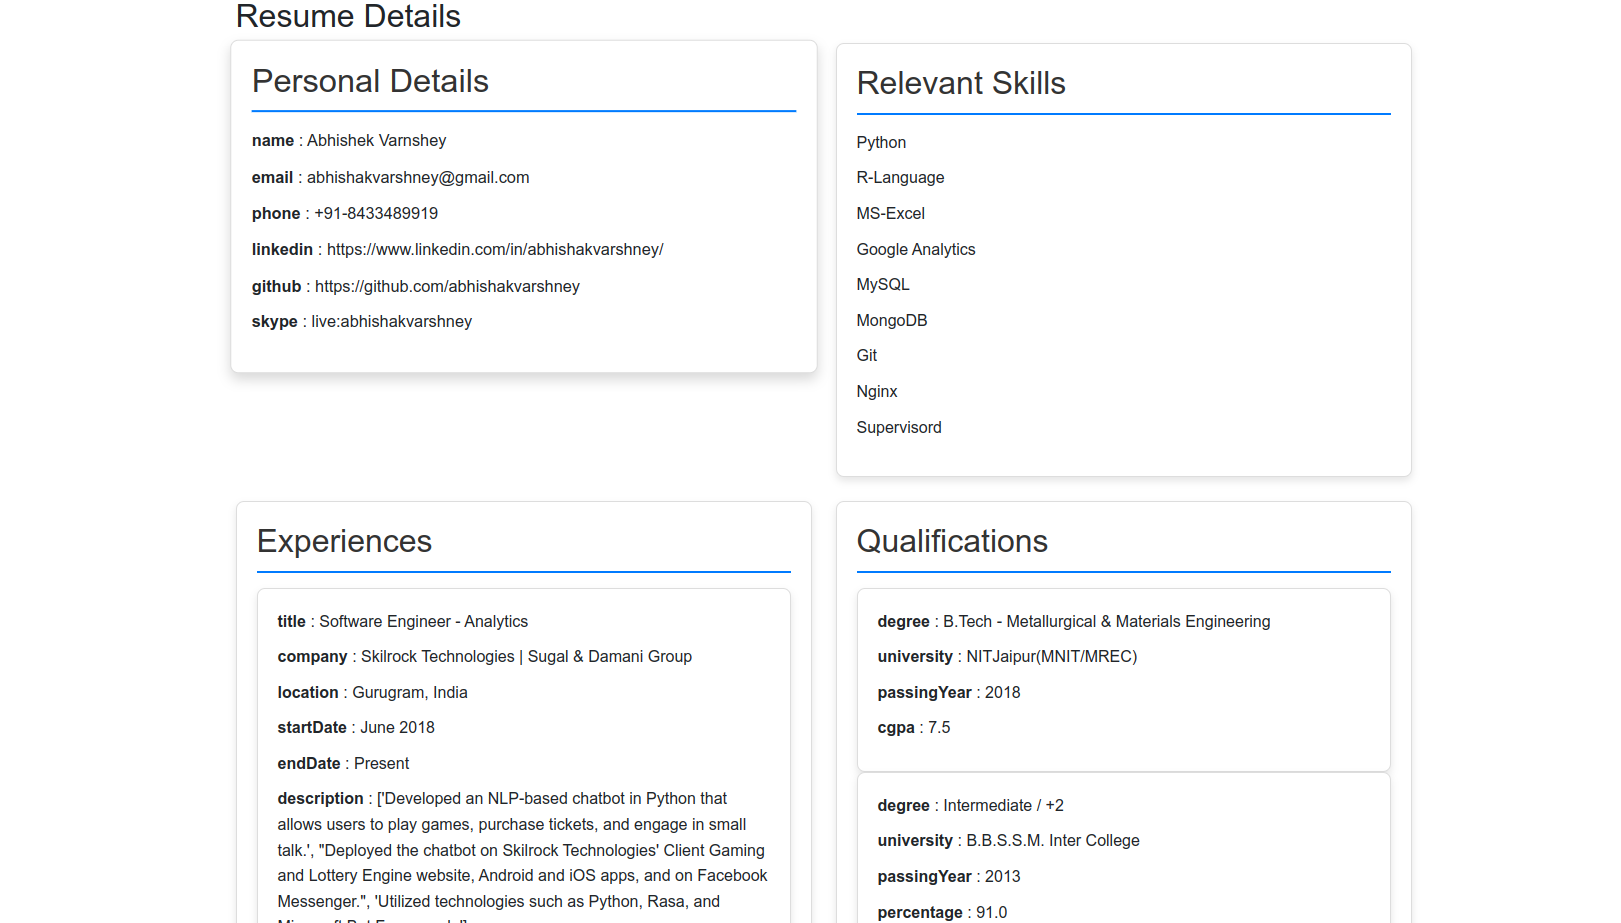 Resume Details
Personal Details
name : Abhishek Varnshey
email : abhishakvarshney@gmail.com
phone : +91-8433489919
linkedin : https://www.linkedin.com/in/abhishakvarshney/
github : https://github.com/abhishakvarshney
skype : live:abhishakvarshney
Relevant Skills
Python
R-Language
MS-Excel
Google Analytics
MySQL
MongoDB
Git
Nginx
Supervisord
Experiences
title : Software Engineer - Analytics
company : Skilrock Technologies | Sugal & Damani Group
location : Gurugram, India
startDate : June 2018
endDate : Present
description : ['Developed an NLP-based chatbot in Python that
allows users to play games, purchase tickets, and engage in small
talk.', "Deployed the chatbot on Skilrock Technologies' Client Gaming
and Lottery Engine website, Android and iOS apps, and on Facebook
Messenger.", 'Utilized technologies such as Python, Rasa, and
Qualifications
degree : B.Tech - Metallurgical & Materials Engineering
university : NITJaipur(MNIT/MREC)
passingYear : 2018
cgpa : 7.5
degree : Intermediate / +2
university : B.B.S.S.M. Inter College
passingYear : 2013
percentage : 91.0